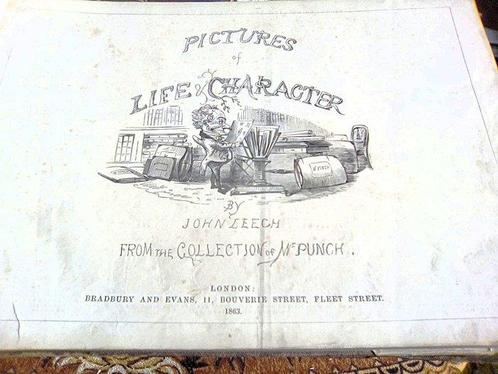 PICTURES
of
LIFE & CHARACTER
BY
JOHN LEECH
FROM THE COLLECTION of Mr PUNCH.
LONDON:
BRADBURY AND EVANS, 11, BOUVERIE STREET, FLEET STREET.
1863.